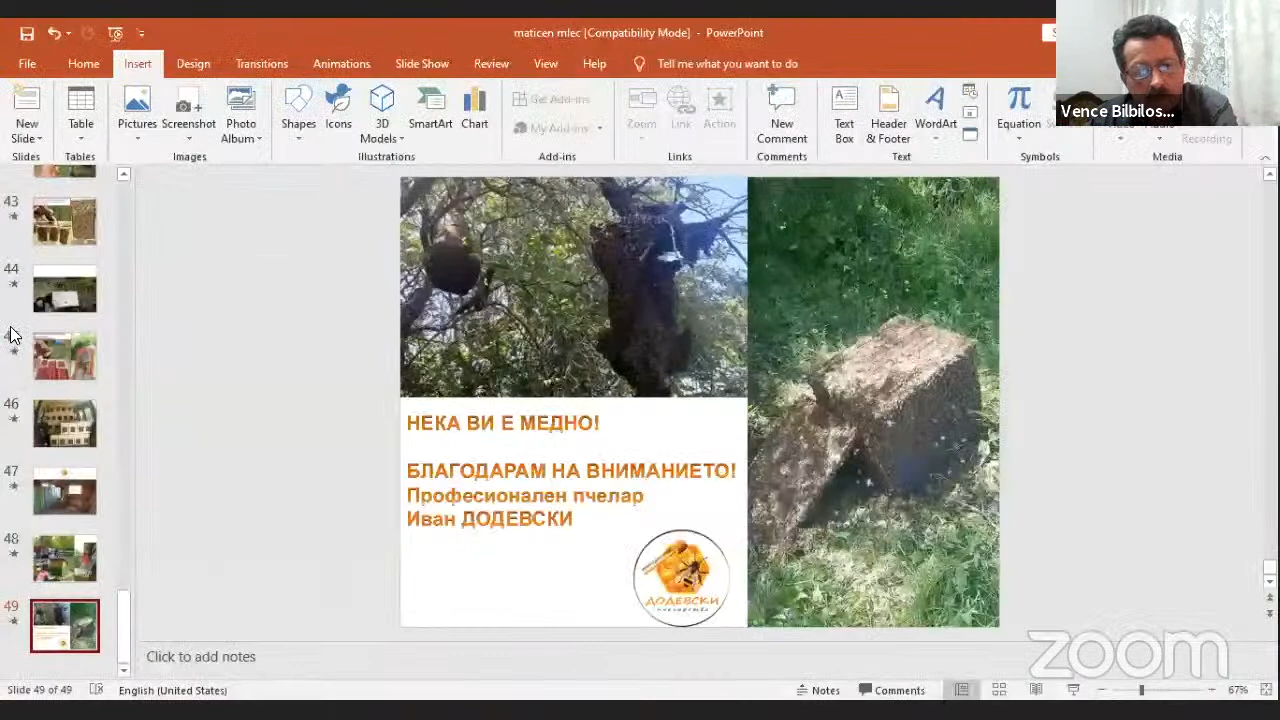 maticen mlec [Compatibility Mode] - PowerPoint
File Home Insert Design Transitions Animations Slide Show Review View Help Tell me what you want to do
New Slide
Table
Pictures
Screenshot
Photo Album
Shapes
Icons
3D Models
SmartArt
Chart
Get Add-ins
My Add-ins
Zoom
Link
Action
New Comment
Text Box
Header & Footer
WordArt
Equation
Recording
Slides Tables Images Illustrations Add-ins Links Comments Text Symbols Media
Vence Bilbilos...
43
44
46
47
48
49
НЕКА ВИ Е МЕДНО!
БЛАГОДАРАМ НА ВНИМАНИЕТО!
Професионален пчелар
Иван ДОДЕВСКИ
ДОДЕВСКИ
Click to add notes
zoom
Slide 49 of 49 English (United States) Notes Comments 67%